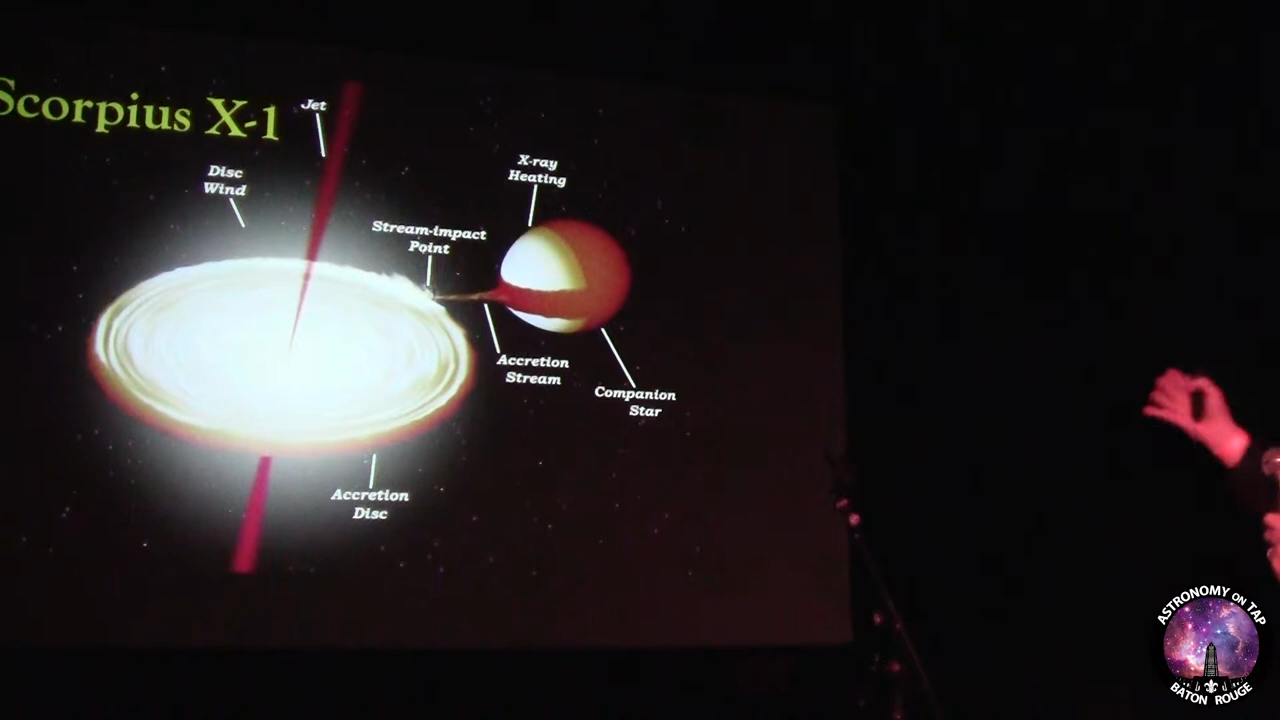 Scorpius X-1
Jet
Disc
Wind
X-ray
Heating
Stream-impact
Point
Accretion
Stream
Companion
Star
Accretion
Disc
ASTRONOMY ON TAP
BATON ROUGE